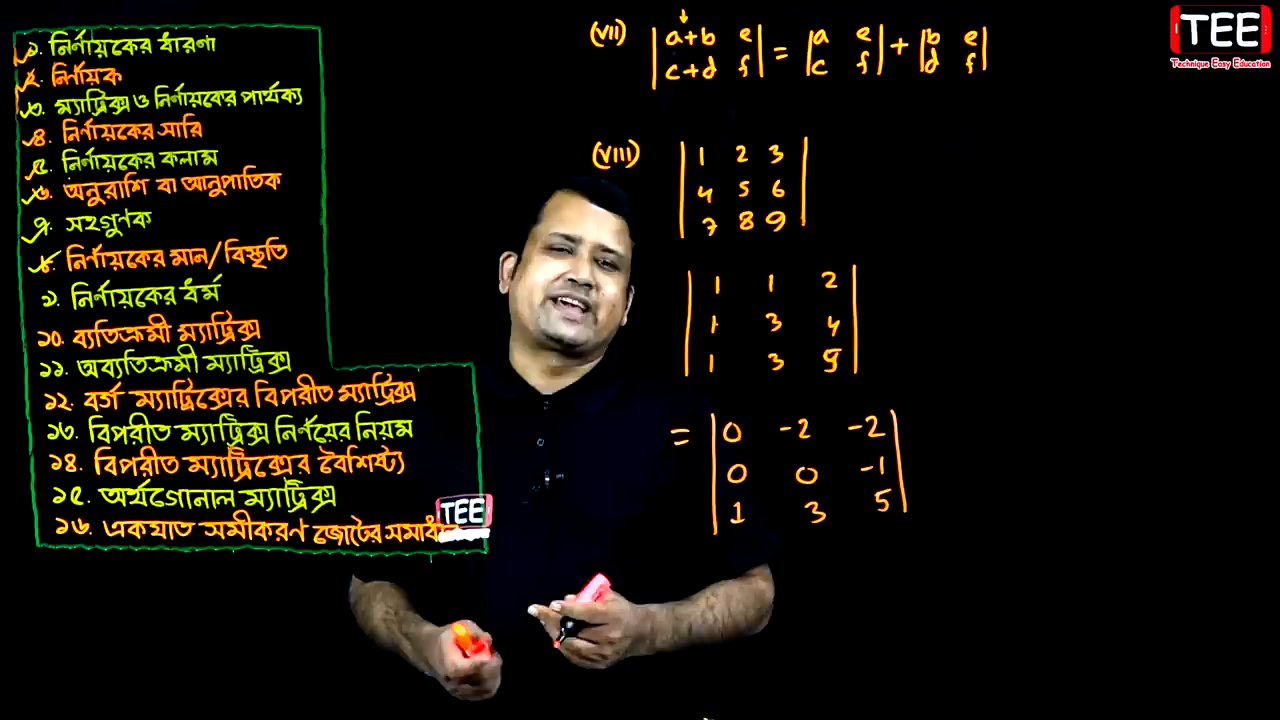 ১. নির্ণায়কের ধারণা
২. নির্ণায়ক
৩. ম্যাট্রিক্স ও নির্ণায়কের পার্থক্য
৪. নির্ণায়কের সারি
৫. নির্ণায়কের কলাম
৬. অনুরাশি বা আনুপাতিক
৭. সহগুণক
৮. নির্ণায়কের মান/বিস্তৃতি
৯. নির্ণায়কের ধর্ম
১০. ব্যতিক্রমী ম্যাট্রিক্স
১১. অব্যতিক্রমী ম্যাট্রিক্স
১২. বর্গ ম্যাট্রিক্সের বিপরীত ম্যাট্রিক্স
১৩. বিপরীত ম্যাট্রিক্স নির্ণয়ের নিয়ম
১৪. বিপরীত ম্যাট্রিক্সের বৈশিষ্ট্য
১৫. অর্থগোনাল ম্যাট্রিক্স
১৬. একঘাত সমীকরণ জোটের সমাধান
(vii) | a+b e | = | a e | + | b e |
| c+d f | | c f | | d f |
(viii) | 1 2 3 |
| 4 5 6 |
| 7 8 9 |
| 1 1 2 |
| 1 3 4 |
| 1 3 5 |
= | 0 -2 -2 |
| 0 0 -1 |
| 1 3 5 |
TEE
Technique Easy Education
TEE